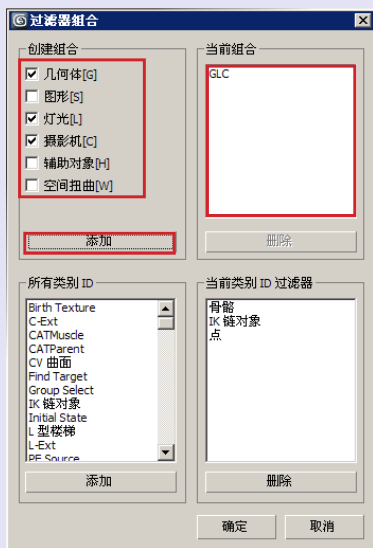 过滤器组合
创建组合
几何体[G]
图形[S]
灯光[L]
摄影机[C]
辅助对象[H]
空间扭曲[W]
添加
当前组合
GLC
删除
所有类别 ID
Birth Texture
C-Ext
CATMuscle
CATParent
CV 曲面
Find Target
Group Select
IK 链对象
Initial State
L 型楼梯
L-Ext
PF Source
添加
当前类别 ID 过滤器
骨骼
IK 链对象
点
删除
确定
取消